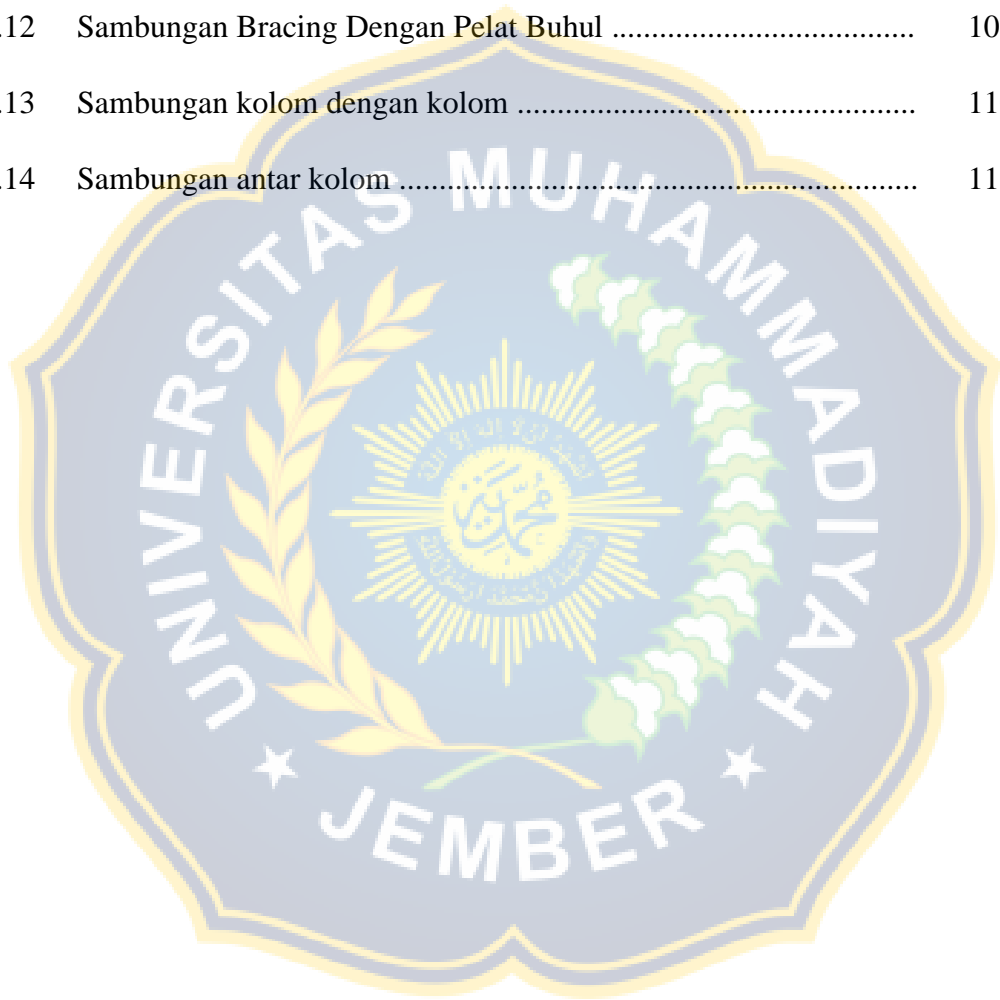 .12 Sambungan Bracing Dengan Pelat Buhul ...................................... 10
.13 Sambungan kolom dengan kolom .................................................. 11
.14 Sambungan antar kolom .................................................................. 11
UNIVERSITAS MUHAMMADIYAH
JEMBER
محمد